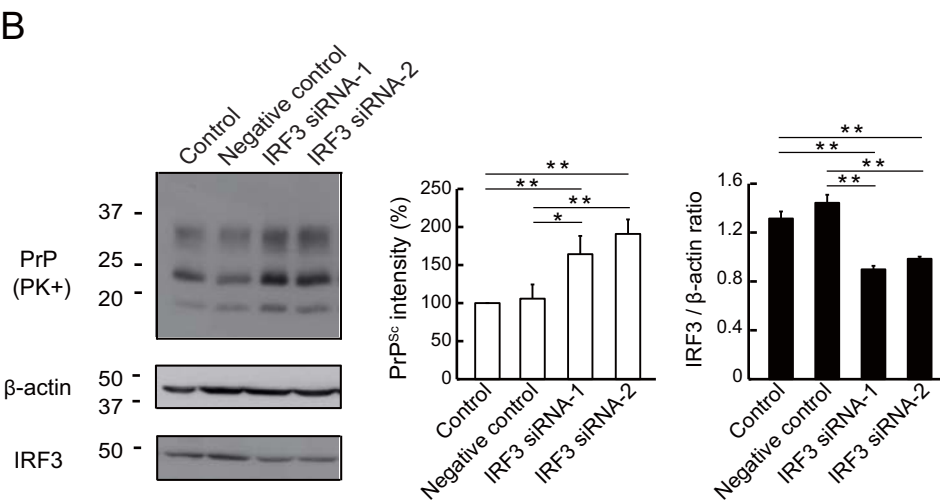 B
Control
Negative control
IRF3 siRNA-1
IRF3 siRNA-2
PrP
(PK+)
37 -
25 -
20 -
β-actin
50 -
37 -
IRF3
50 -
PrPSc intensity (%)
250
200
150
100
50
0
**
**
**
*
Control
Negative control
IRF3 siRNA-1
IRF3 siRNA-2
IRF3 / β-actin ratio
1.6
1.2
0.8
0.4
0
**
**
**
**
Control
Negative control
IRF3 siRNA-1
IRF3 siRNA-2